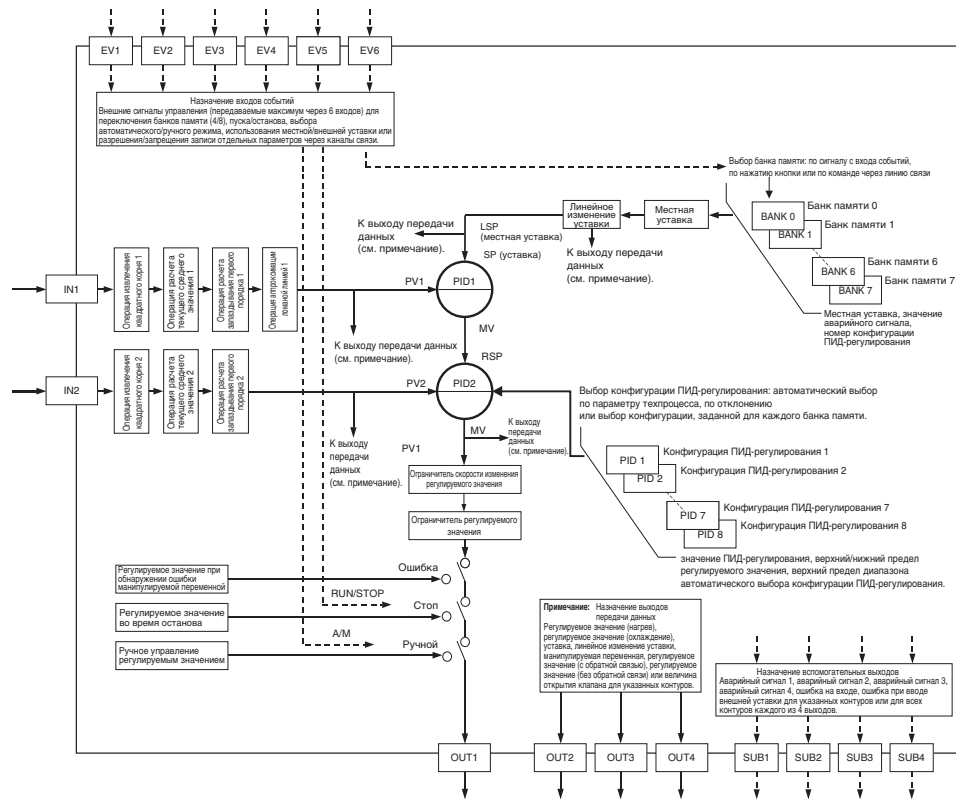 EV1
EV2
EV3
EV4
EV5
EV6
Назначение входов событий
Внешние сигналы управления (передаваемые максимум через 6 входов) для
переключения банков памяти (4/8), пуска/останова, выбора
автоматического/ручного режима, использования местной/внешней уставки или
разрешения/запрещения записи отдельных параметров через каналы связи.
Выбор банка памяти: по сигналу с входа событий,
по нажатию кнопки или по команде через линию связи
BANK 0
Банк памяти 0
BANK 1
Банк памяти 1
BANK 6
Банк памяти 6
BANK 7
Банк памяти 7
Местная уставка, значение
аварийного сигнала,
номер конфигурации
ПИД-регулирования
Местная
уставка
Линейное
изменение
уставки
К выходу передачи
данных
(см. примечание).
LSP
(местная уставка)
SP (уставка)
К выходу передачи
данных
(см. примечание).
IN1
Операция извлечения
квадратного корня 1
Операция расчета
текущего среднего
значения 1
Операция расчета
запаздывания первого
порядка 1
Операция аппроксимации
ломаной линией 1
PV1
PID1
К выходу передачи данных
(см. примечание).
MV
RSP
IN2
Операция извлечения
квадратного корня 2
Операция расчета
текущего среднего
значения 2
Операция расчета
запаздывания первого
порядка 2
PV2
PID2
К выходу
передачи
данных
(см. примечание).
PV1
MV
К выходу
передачи
данных
(см. примечание).
Выбор конфигурации ПИД-регулирования: автоматический выбор
по параметру техпроцесса, по отклонению
или выбор конфигурации, заданной для каждого банка памяти.
PID 1
Конфигурация ПИД-регулирования 1
PID 2
Конфигурация ПИД-регулирования 2
PID 7
Конфигурация ПИД-регулирования 7
PID 8
Конфигурация ПИД-регулирования 8
значение ПИД-регулирования, верхний/нижний предел
регулируемого значения, верхний предел диапазона
автоматического выбора конфигурации ПИД-регулирования.
Ограничитель скорости изменения
регулируемого значения
Ограничитель регулируемого
значения
Регулируемое значение при
обнаружении ошибки
манипулируемой переменной
Ошибка
RUN/STOP
Регулируемое значение
во время останова
Стоп
A/M
Ручное управление
регулируемым значением
Ручной
Примечание: Назначение выходов
передачи данных
Регулируемое значение (нагрев),
регулируемое значение (охлаждение),
уставка, линейное изменение уставки,
манипулируемая переменная, регулируемое
значение (с обратной связью), регулируемое
значение (без обратной связи) или величина
открытия клапана для указанных контуров.
Назначение вспомогательных выходов
Аварийный сигнал 1, аварийный сигнал 2, аварийный сигнал 3,
аварийный сигнал 4, ошибка на входе, ошибка при вводе
внешней уставки для указанных контуров или для всех
контуров каждого из 4 выходов.
OUT1
OUT2
OUT3
OUT4
SUB1
SUB2
SUB3
SUB4